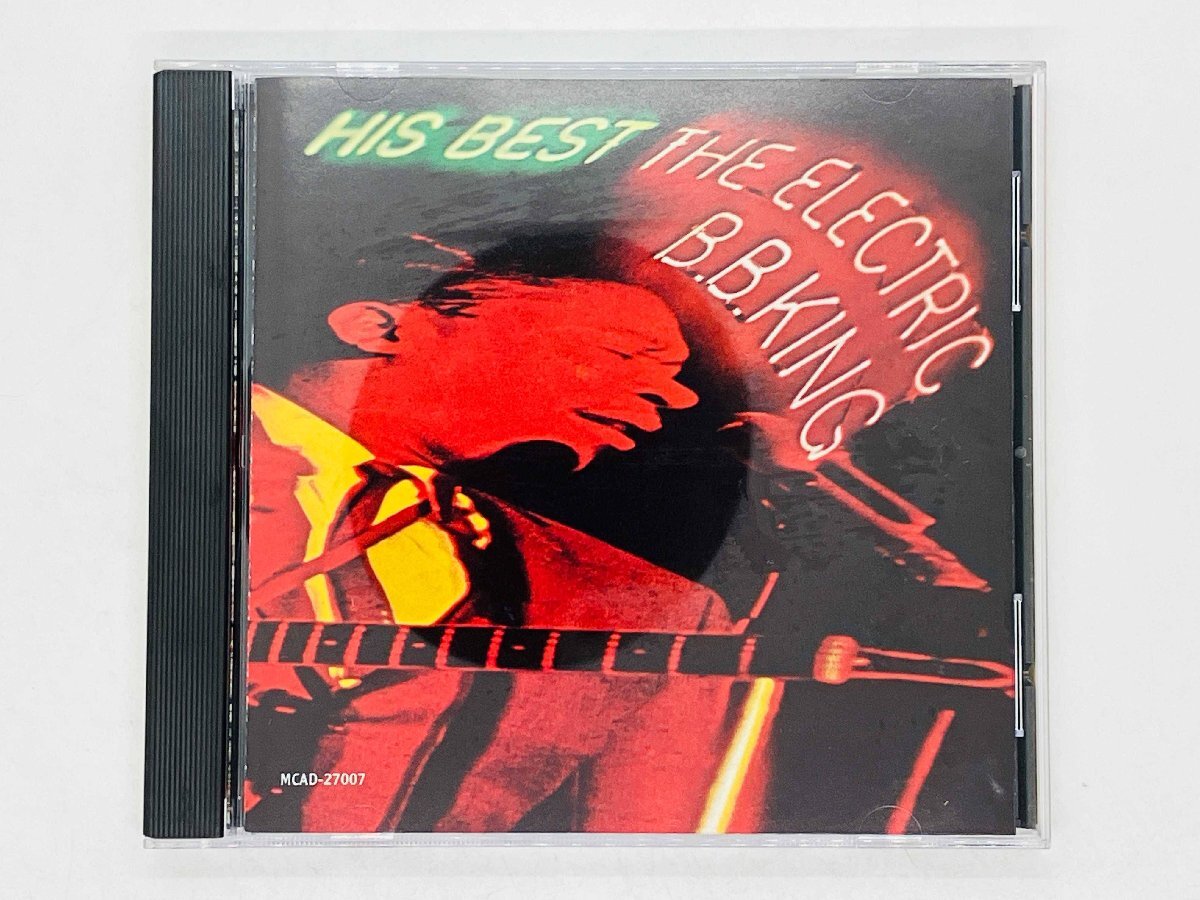 HIS BEST THE ELECTRIC
B.B.KING
MCAD-27007